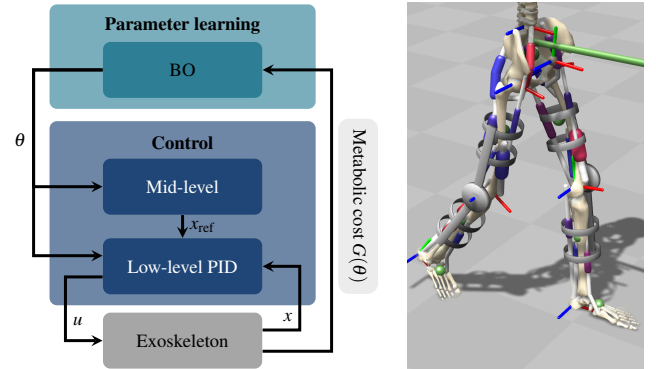 Parameter learning
BO
θ
Control
Mid-level
x_ref
Low-level PID
u
x
Exoskeleton
Metabolic cost G(θ)